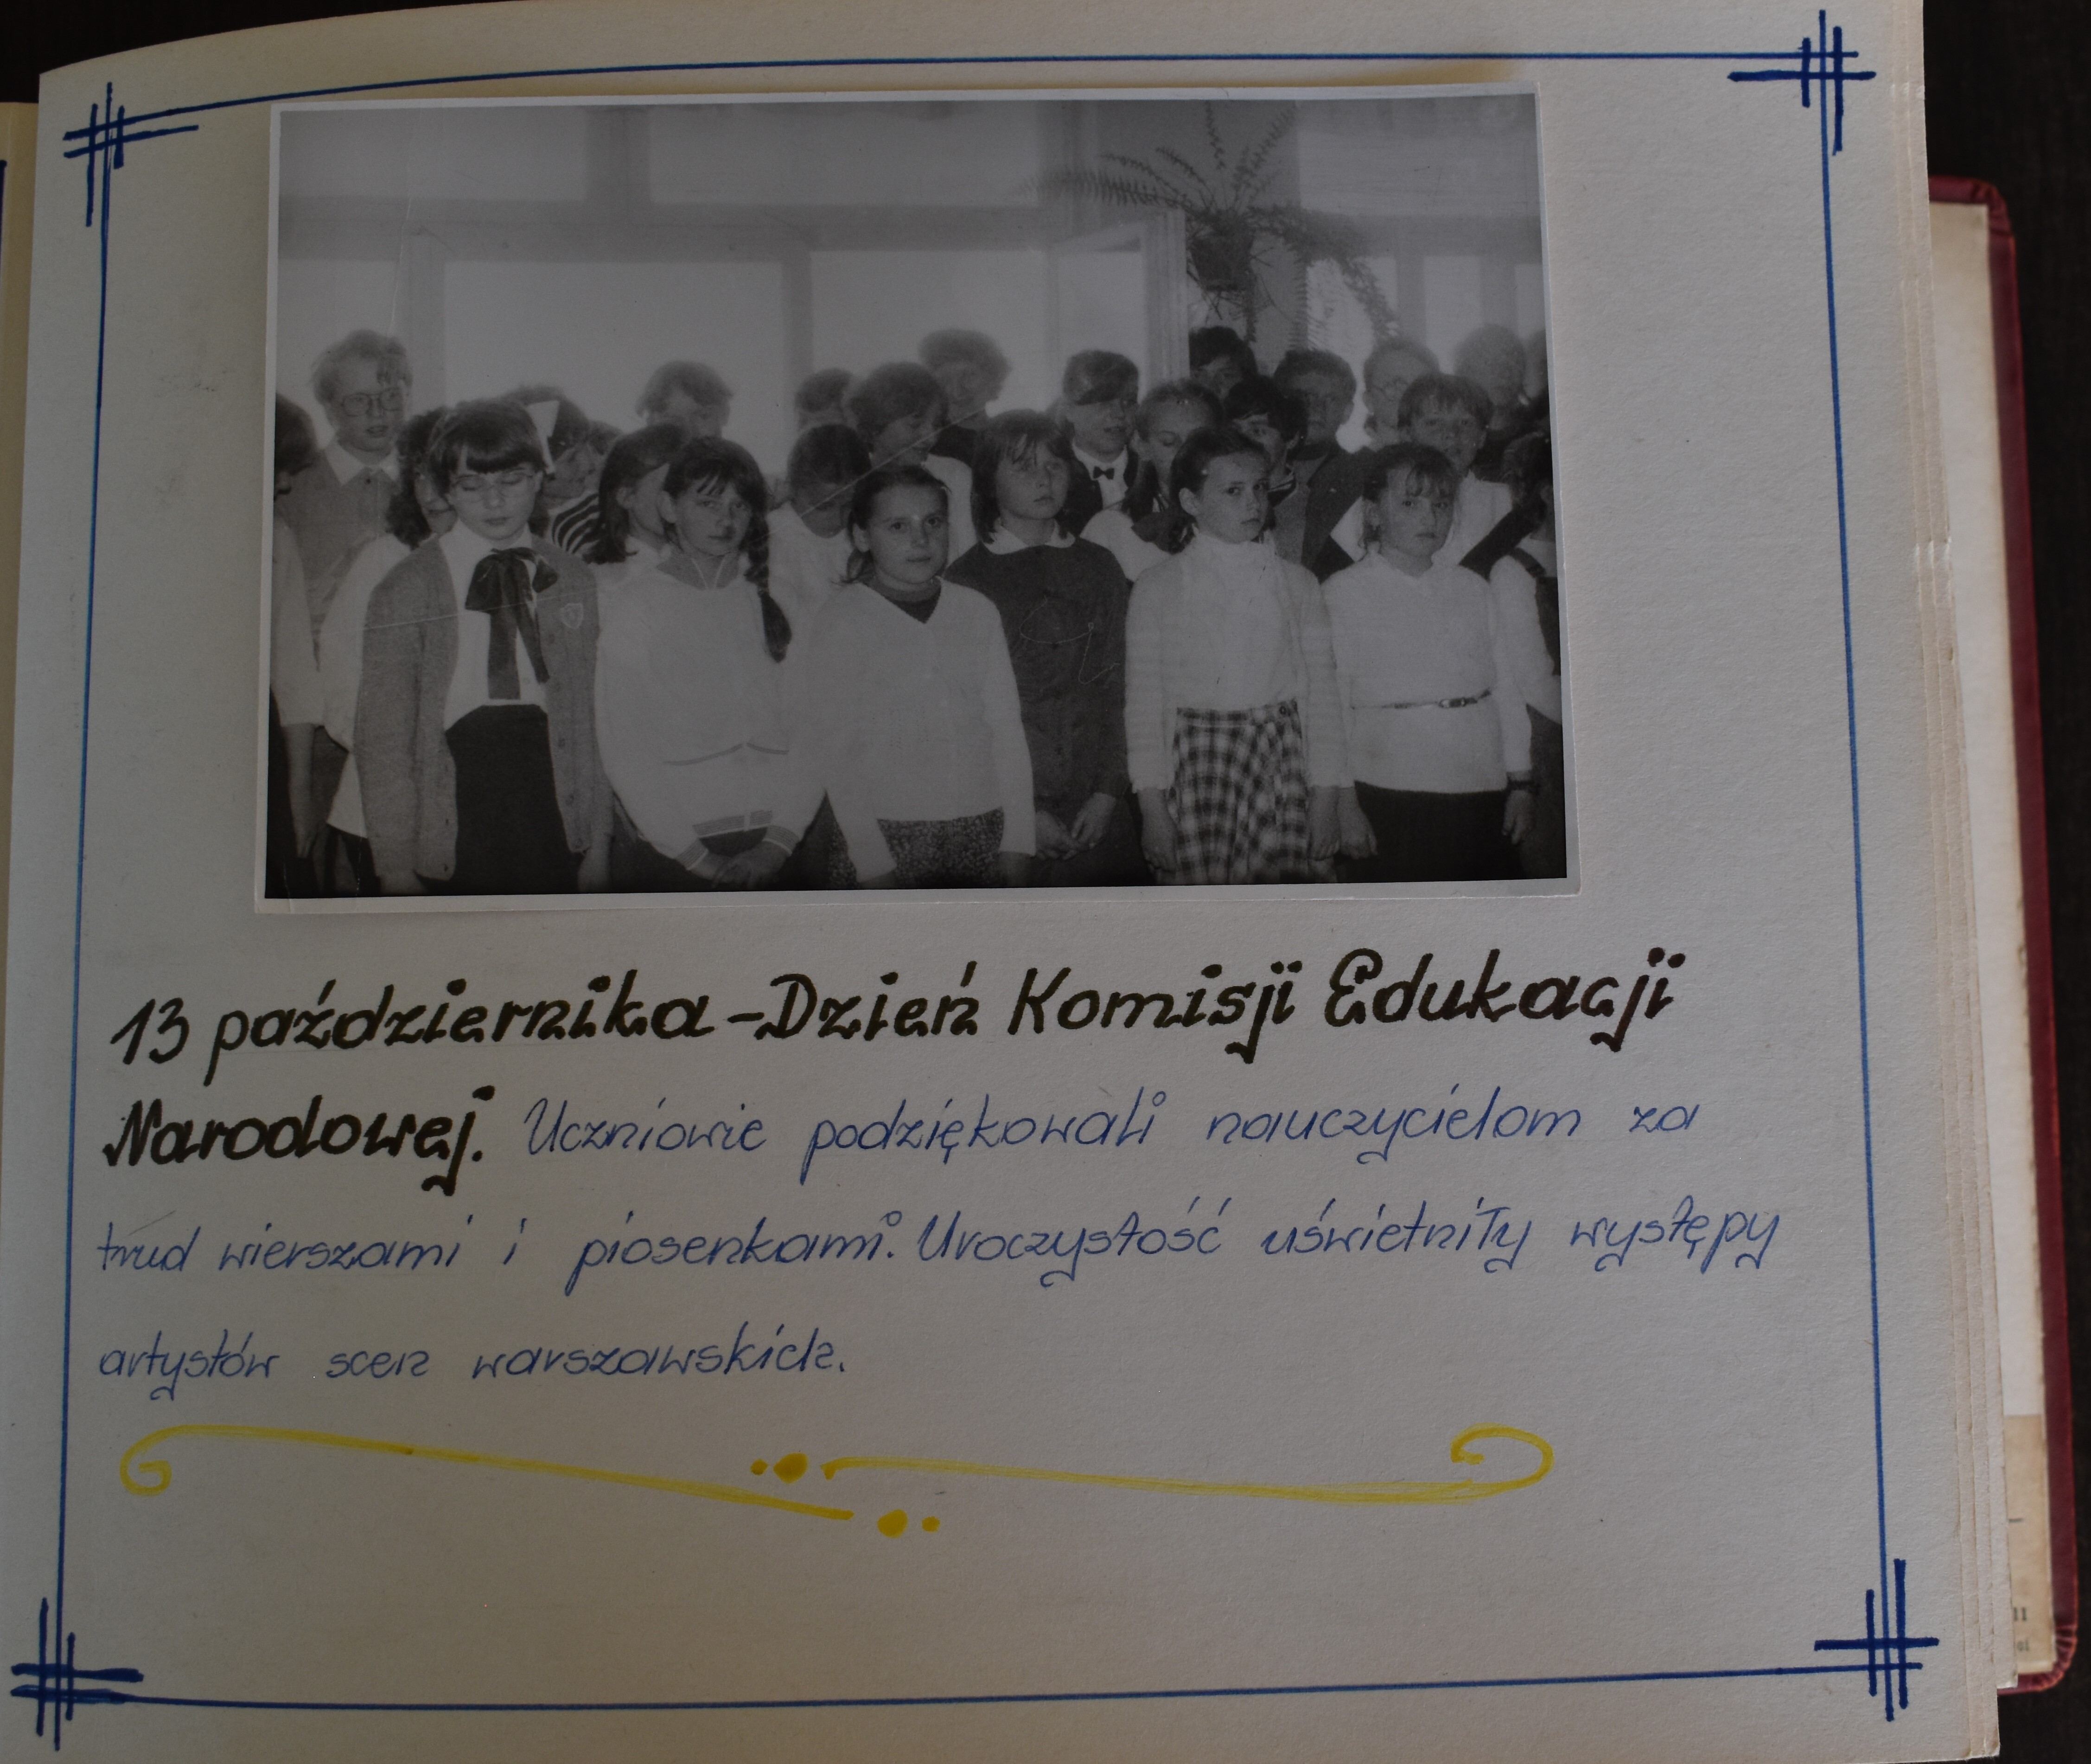 13 października - Dzień Komisji Edukacji
Narodowej. Uczniowie podziękowali nauczycielom za
trud wierszami i piosenkami. Uroczystość uświetniły występy
artystów scen warszawskich.